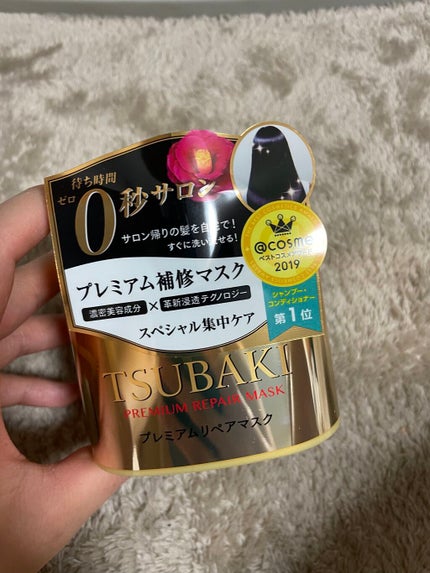 待ち時間
ゼロ 0秒サロン
サロン帰りの髪を自宅で！
すぐに洗い流せる！
プレミアム補修マスク
濃密美容成分×革新浸透テクノロジー
スペシャル集中ケア
@cosme
ベストコスメアワード
2019
シャンプー・
コンディショナー
第1位
TSUBAKI
PREMIUM REPAIR MASK
プレミアムリペアマスク